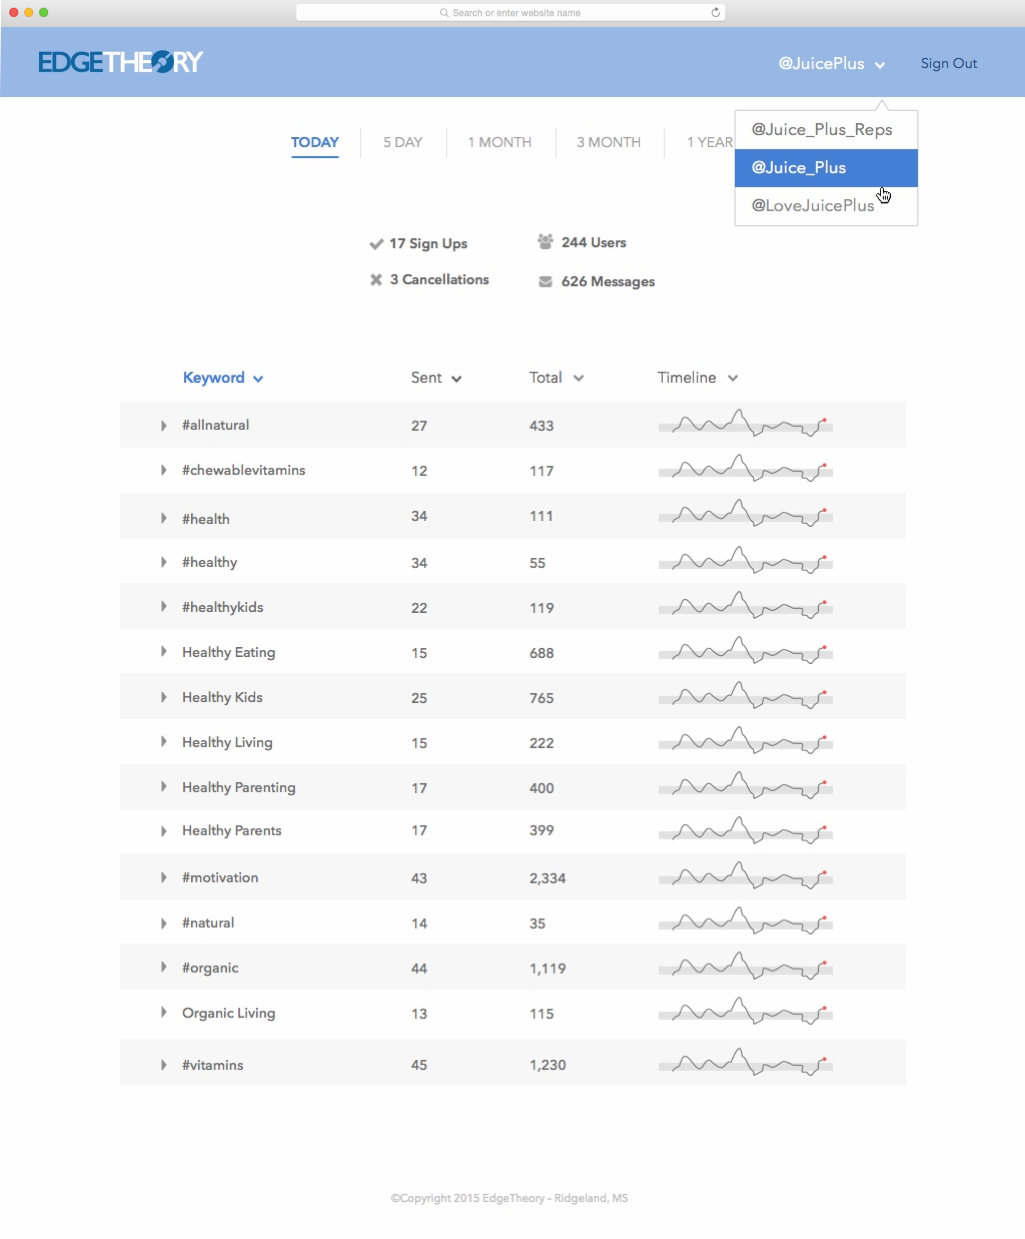 Search or enter website name
EDGETHEORY
@JuicePlus
Sign Out
TODAY
5 DAY
1 MONTH
3 MONTH
1 YEAR
@Juice_Plus_Reps
@Juice_Plus
@LoveJuicePlus
17 Sign Ups
244 Users
3 Cancellations
626 Messages
Keyword Sent Total Timeline
#allnatural 27 433
#chewablevitamins 12 117
#health 34 111
#healthy 34 55
#healthykids 22 119
Healthy Eating 15 688
Healthy Kids 25 765
Healthy Living 15 222
Healthy Parenting 17 400
Healthy Parents 17 399
#motivation 43 2,334
#natural 14 35
#organic 44 1,119
Organic Living 13 115
#vitamins 45 1,230
©Copyright 2015 EdgeTheory - Ridgeland, MS